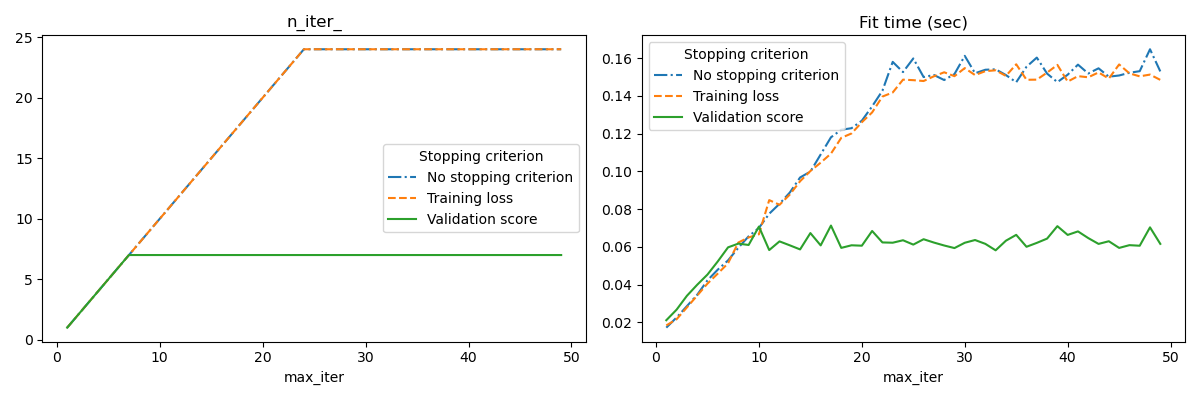 n_iter_
25
20
15
10
5
0
Stopping criterion
No stopping criterion
Training loss
Validation score
0 10 20 30 40 50
max_iter
Fit time (sec)
0.16
0.14
0.12
0.10
0.08
0.06
0.04
0.02
Stopping criterion
No stopping criterion
Training loss
Validation score
0 10 20 30 40 50
max_iter